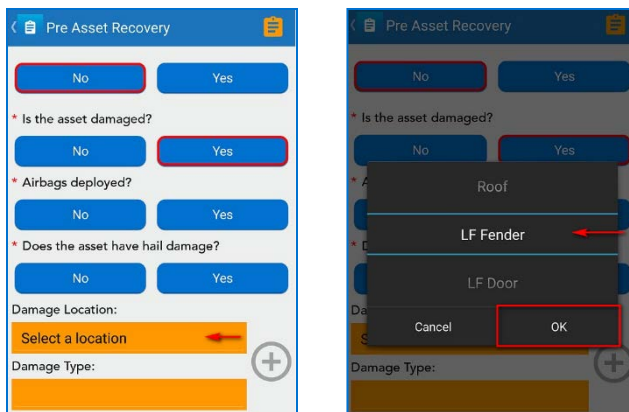 Pre Asset Recovery
No Yes
* Is the asset damaged?
No Yes
* Airbags deployed?
No Yes
* Does the asset have hail damage?
No Yes
Damage Location:
Select a location
Damage Type:
Pre Asset Recovery
No Yes
* Is the asset damaged?
No Yes
Roof
LF Fender
LF Door
Cancel OK